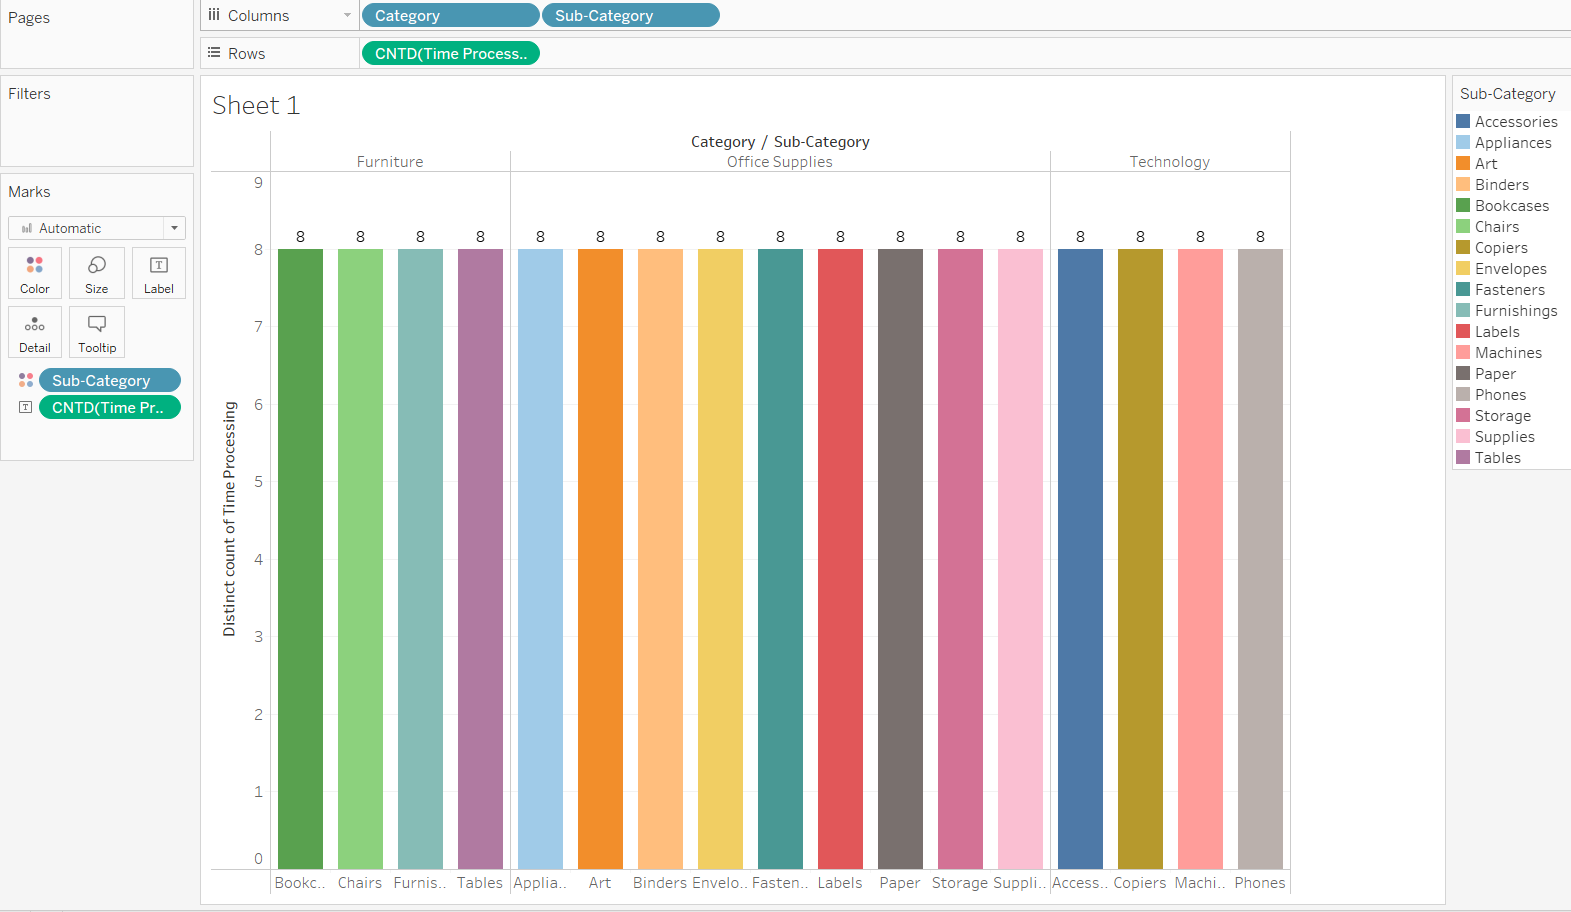 Pages
Columns
Category
Sub-Category
Rows
CNTD(Time Process..
Filters
Marks
Automatic
Color
Size
Label
Detail
Tooltip
Sub-Category
CNTD(Time Pr..
Sheet 1
Category / Sub-Category
Furniture Office Supplies Technology
9
8
7
6
5
4
3
2
1
0
Distinct count of Time Processing
8 8 8 8 8 8 8 8 8 8 8 8 8 8 8 8 8
Bookc.. Chairs Furnis.. Tables Applia.. Art Binders Envelo.. Fasten.. Labels Paper Storage Suppli.. Access.. Copiers Machi.. Phones
Sub-Category
Accessories
Appliances
Art
Binders
Bookcases
Chairs
Copiers
Envelopes
Fasteners
Furnishings
Labels
Machines
Paper
Phones
Storage
Supplies
Tables